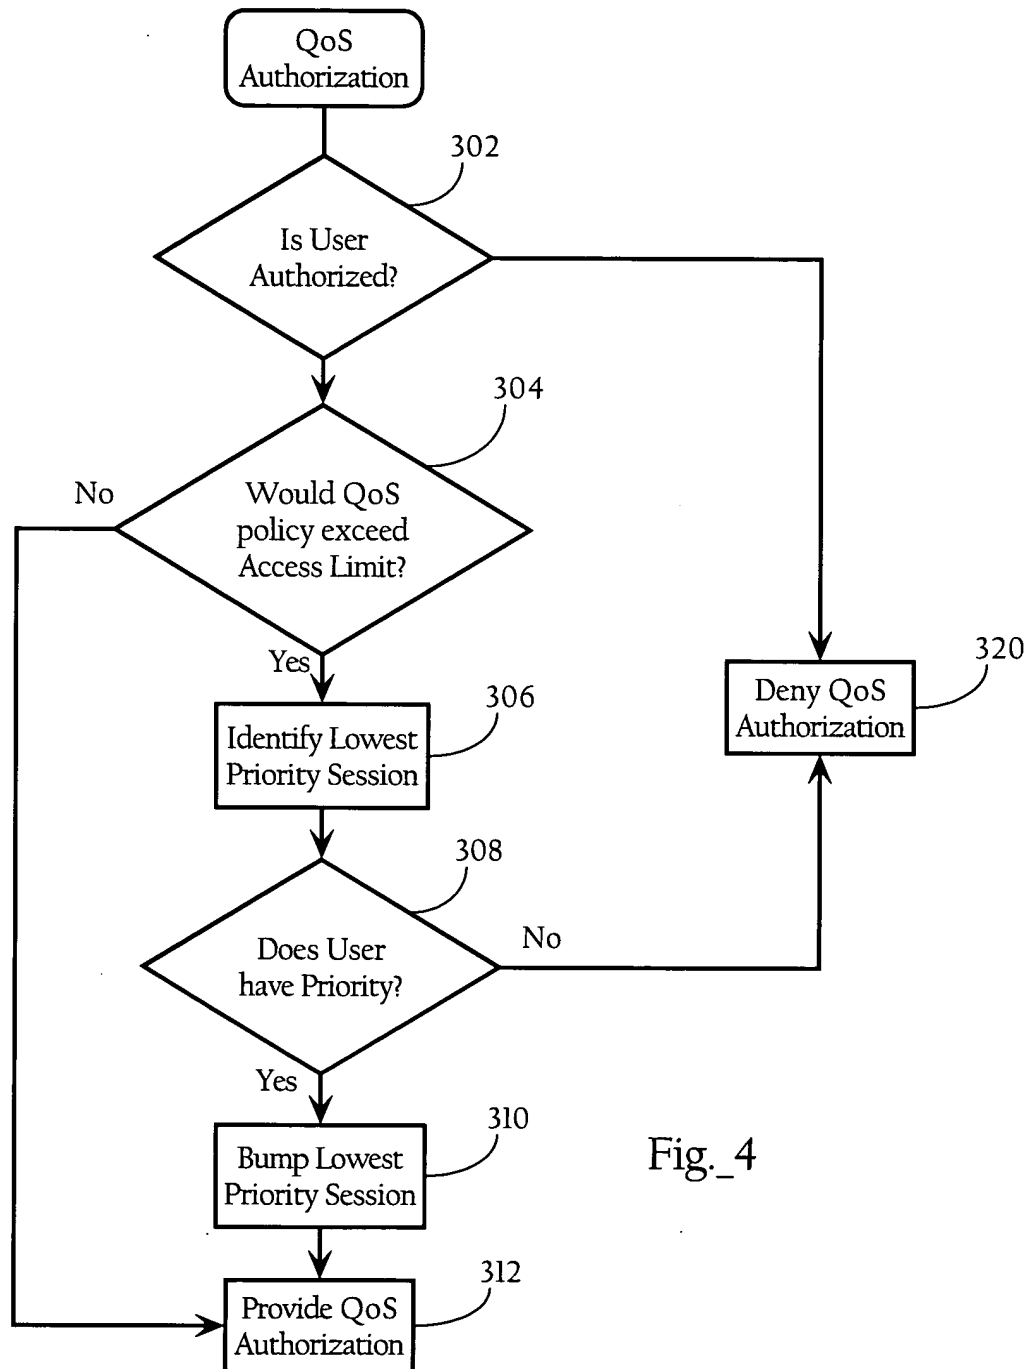 QoS
Authorization
302
Is User
Authorized?
304
No
Would QoS
policy exceed
Access Limit?
Yes
320
Deny QoS
Authorization
306
Identify Lowest
Priority Session
308
Does User
have Priority?
No
Yes
310
Bump Lowest
Priority Session
Fig._4
312
Provide QoS
Authorization